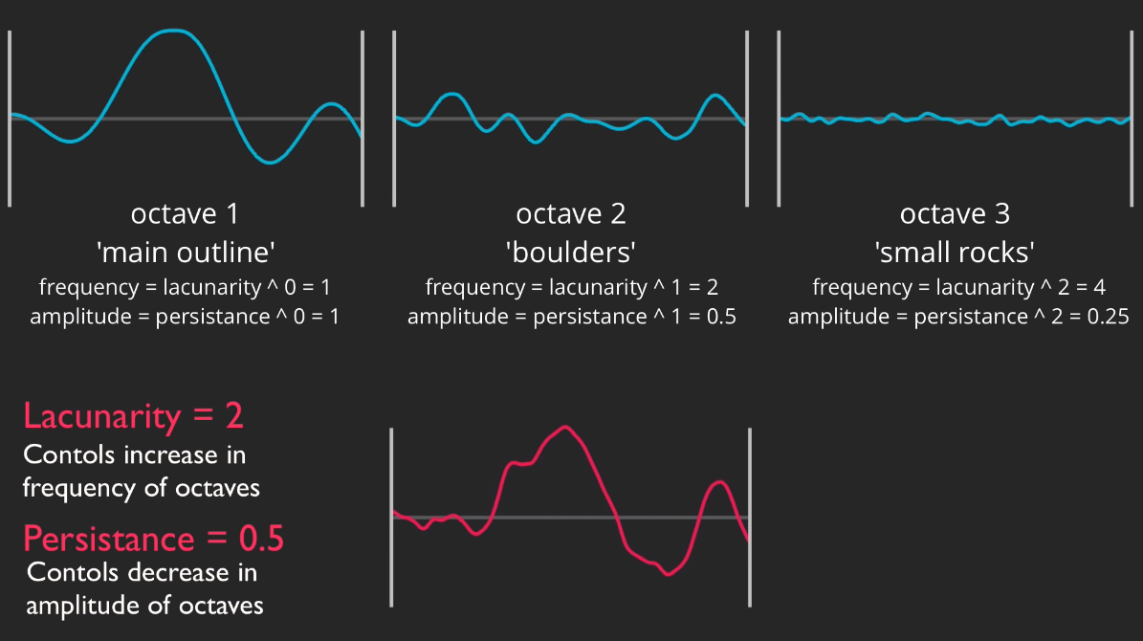 octave 1
'main outline'
frequency = lacunarity ^ 0 = 1
amplitude = persistance ^ 0 = 1
octave 2
'boulders'
frequency = lacunarity ^ 1 = 2
amplitude = persistance ^ 1 = 0.5
octave 3
'small rocks'
frequency = lacunarity ^ 2 = 4
amplitude = persistance ^ 2 = 0.25
Lacunarity = 2
Contols increase in
frequency of octaves
Persistance = 0.5
Contols decrease in
amplitude of octaves